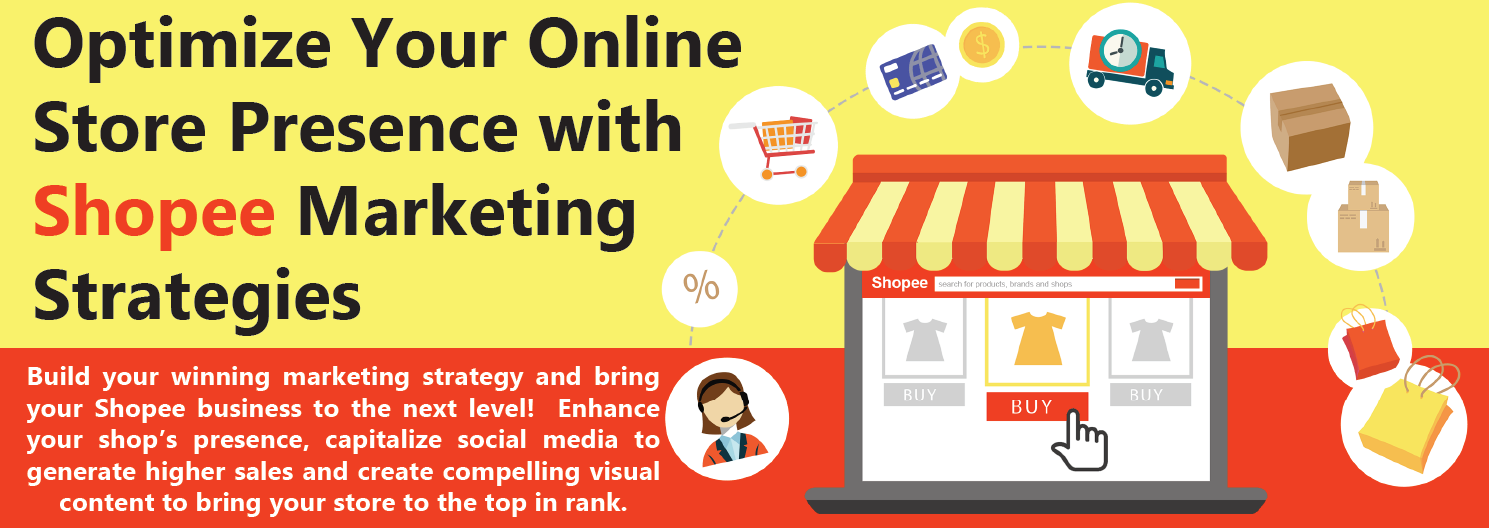 Optimize Your Online
Store Presence with
Shopee Marketing
Strategies
Build your winning marketing strategy and bring
your Shopee business to the next level! Enhance
your shop's presence, capitalize social media to
generate higher sales and create compelling visual
content to bring your store to the top in rank.
%
$
Shopee search for products, brands and shops
BUY
BUY
BUY